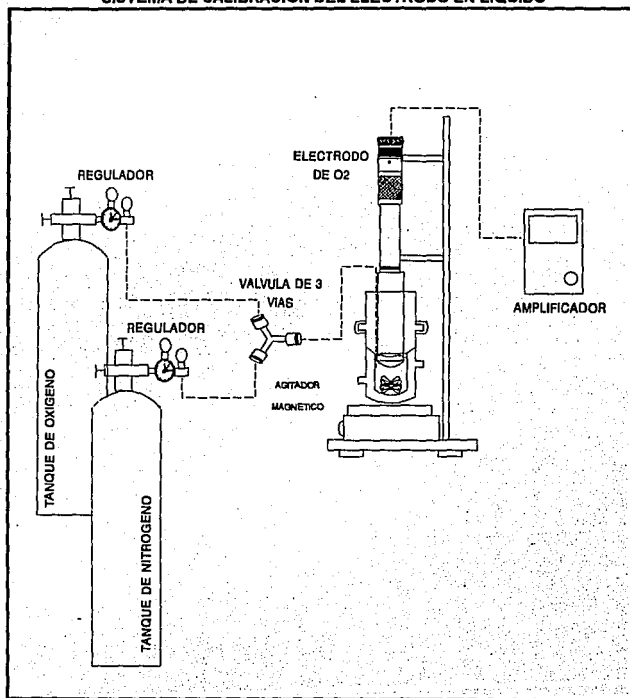 SISTEMA DE CALIBRACION DEL ELECTRODO EN LIQUIDO
REGULADOR
ELECTRODO
DE O2
VALVULA DE 3
VIAS
REGULADOR
AMPLIFICADOR
AGITADOR
MAGNETICO
TANQUE DE OXIGENO
TANQUE DE NITROGENO